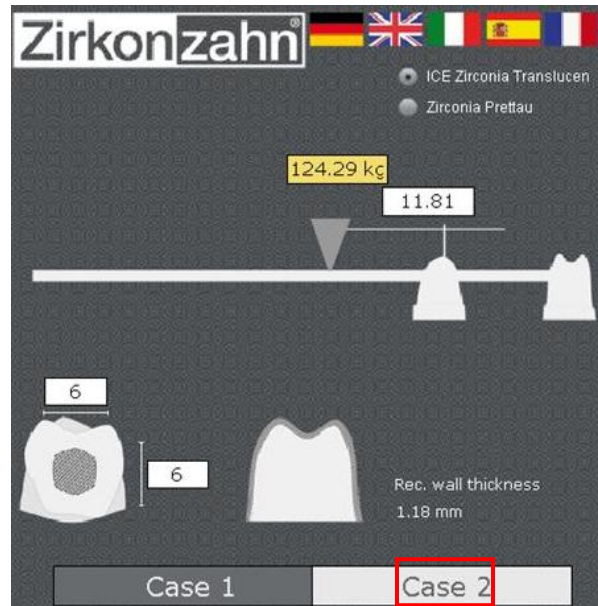 Zirkonzahn®
ICE Zirconia Translucen
Zirconia Prettau
124.29 kg
11.81
6
6
Rec. wall thickness
1.18 mm
Case 1
Case 2